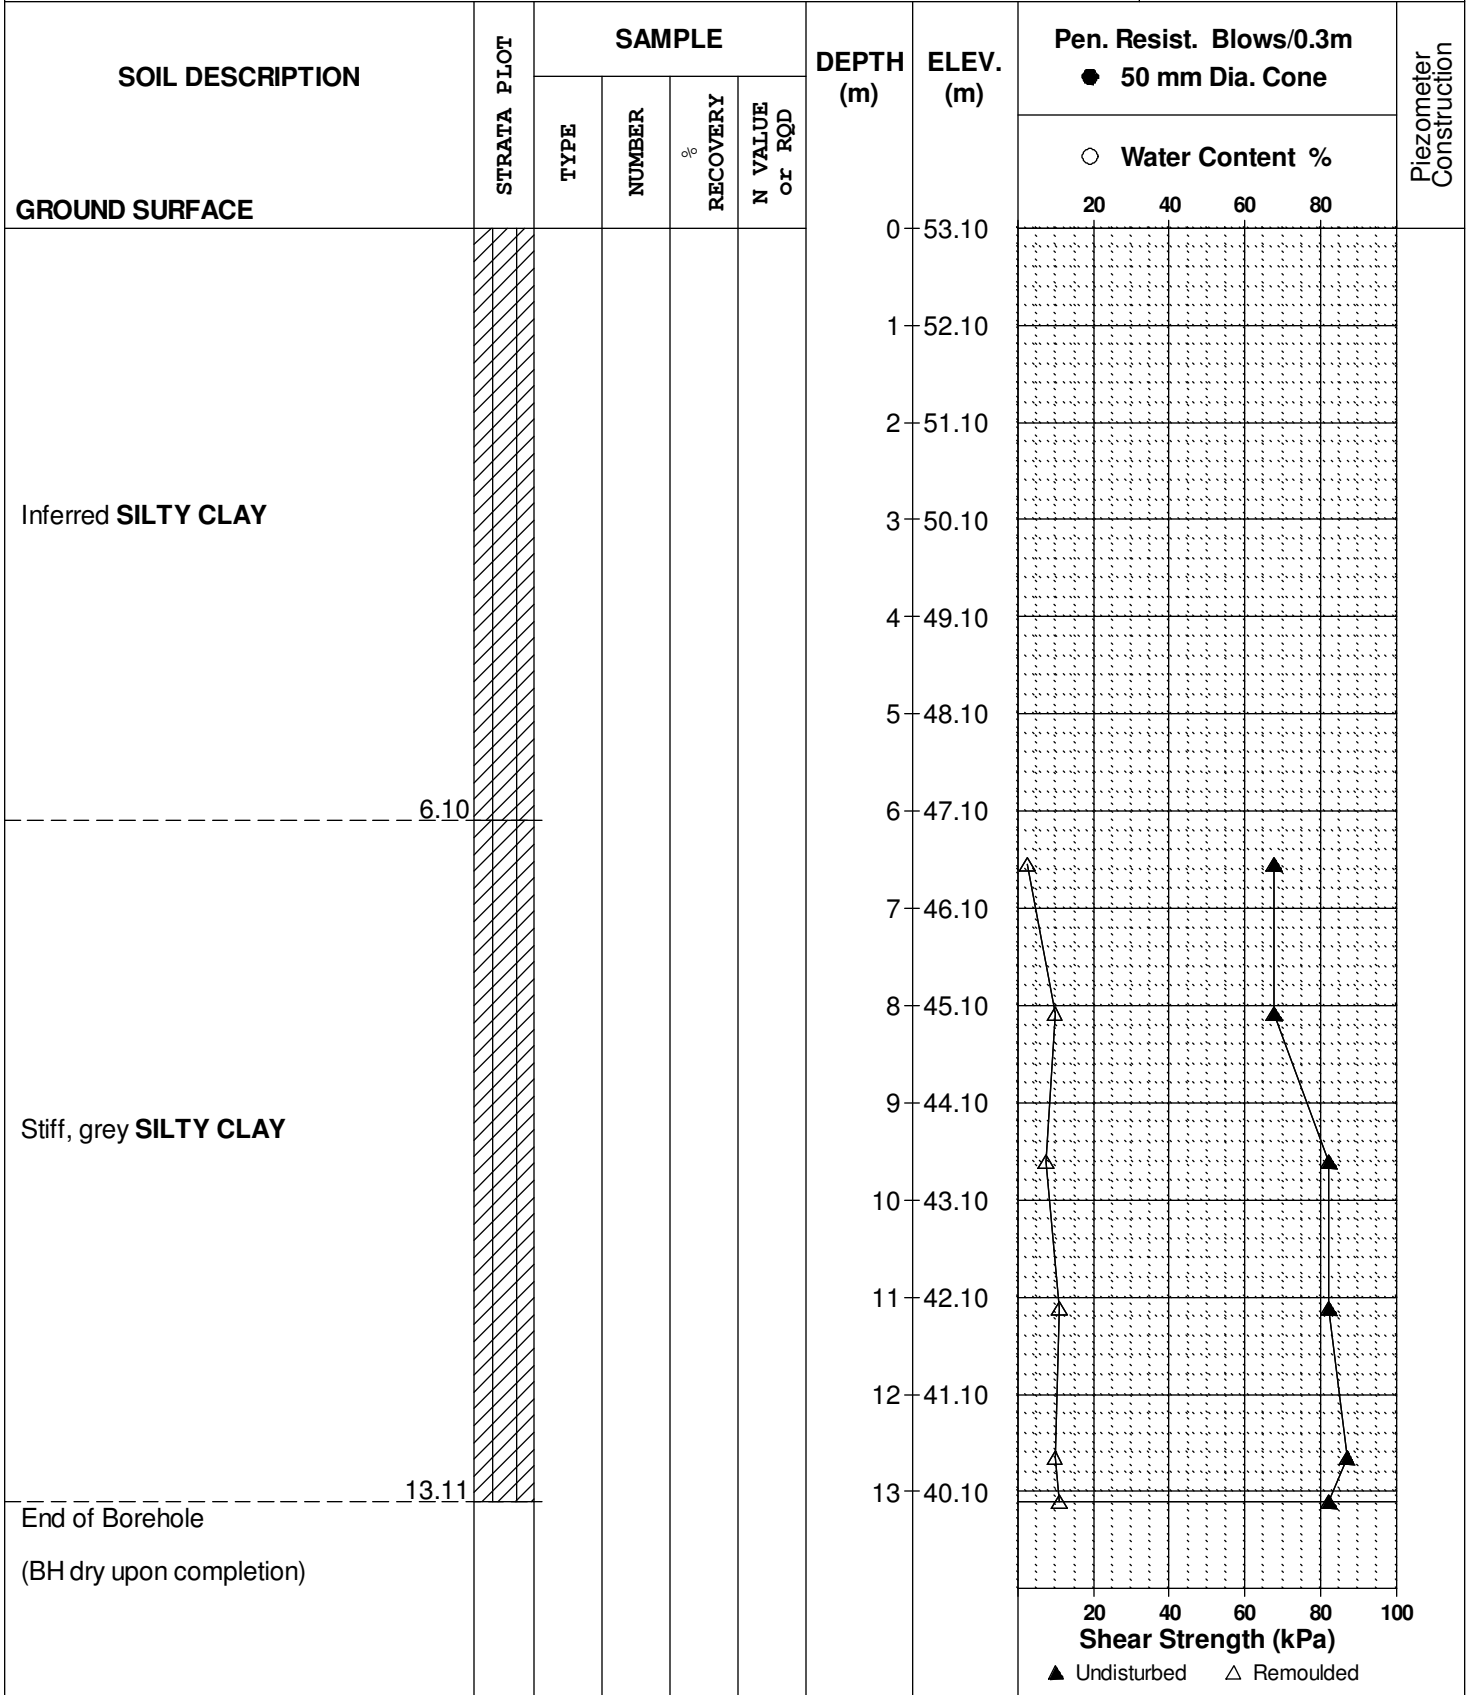 SOIL DESCRIPTION
GROUND SURFACE
STRATA PLOT
SAMPLE
TYPE
NUMBER
%
RECOVERY
N VALUE
or RQD
DEPTH
(m)
ELEV.
(m)
Pen. Resist. Blows/0.3m
● 50 mm Dia. Cone
○ Water Content %
20 40 60 80
Piezometer
Construction
0 53.10
1 52.10
2 51.10
Inferred SILTY CLAY
3 50.10
4 49.10
5 48.10
6.10
6 47.10
7 46.10
8 45.10
9 44.10
Stiff, grey SILTY CLAY
10 43.10
11 42.10
12 41.10
13.11
13 40.10
End of Borehole
(BH dry upon completion)
20 40 60 80 100
Shear Strength (kPa)
▲ Undisturbed △ Remoulded